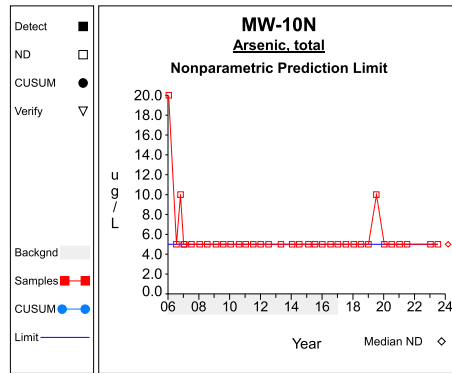 Detect
ND
CUSUM
Verify
Backgnd
Samples
CUSUM
Limit
MW-10N
Arsenic, total
Nonparametric Prediction Limit
20.0
18.0
16.0
14.0
12.0
10.0
8.0
6.0
4.0
2.0
0.0
ug/L
06 08 10 12 14 16 18 20 22 24
Year
Median ND